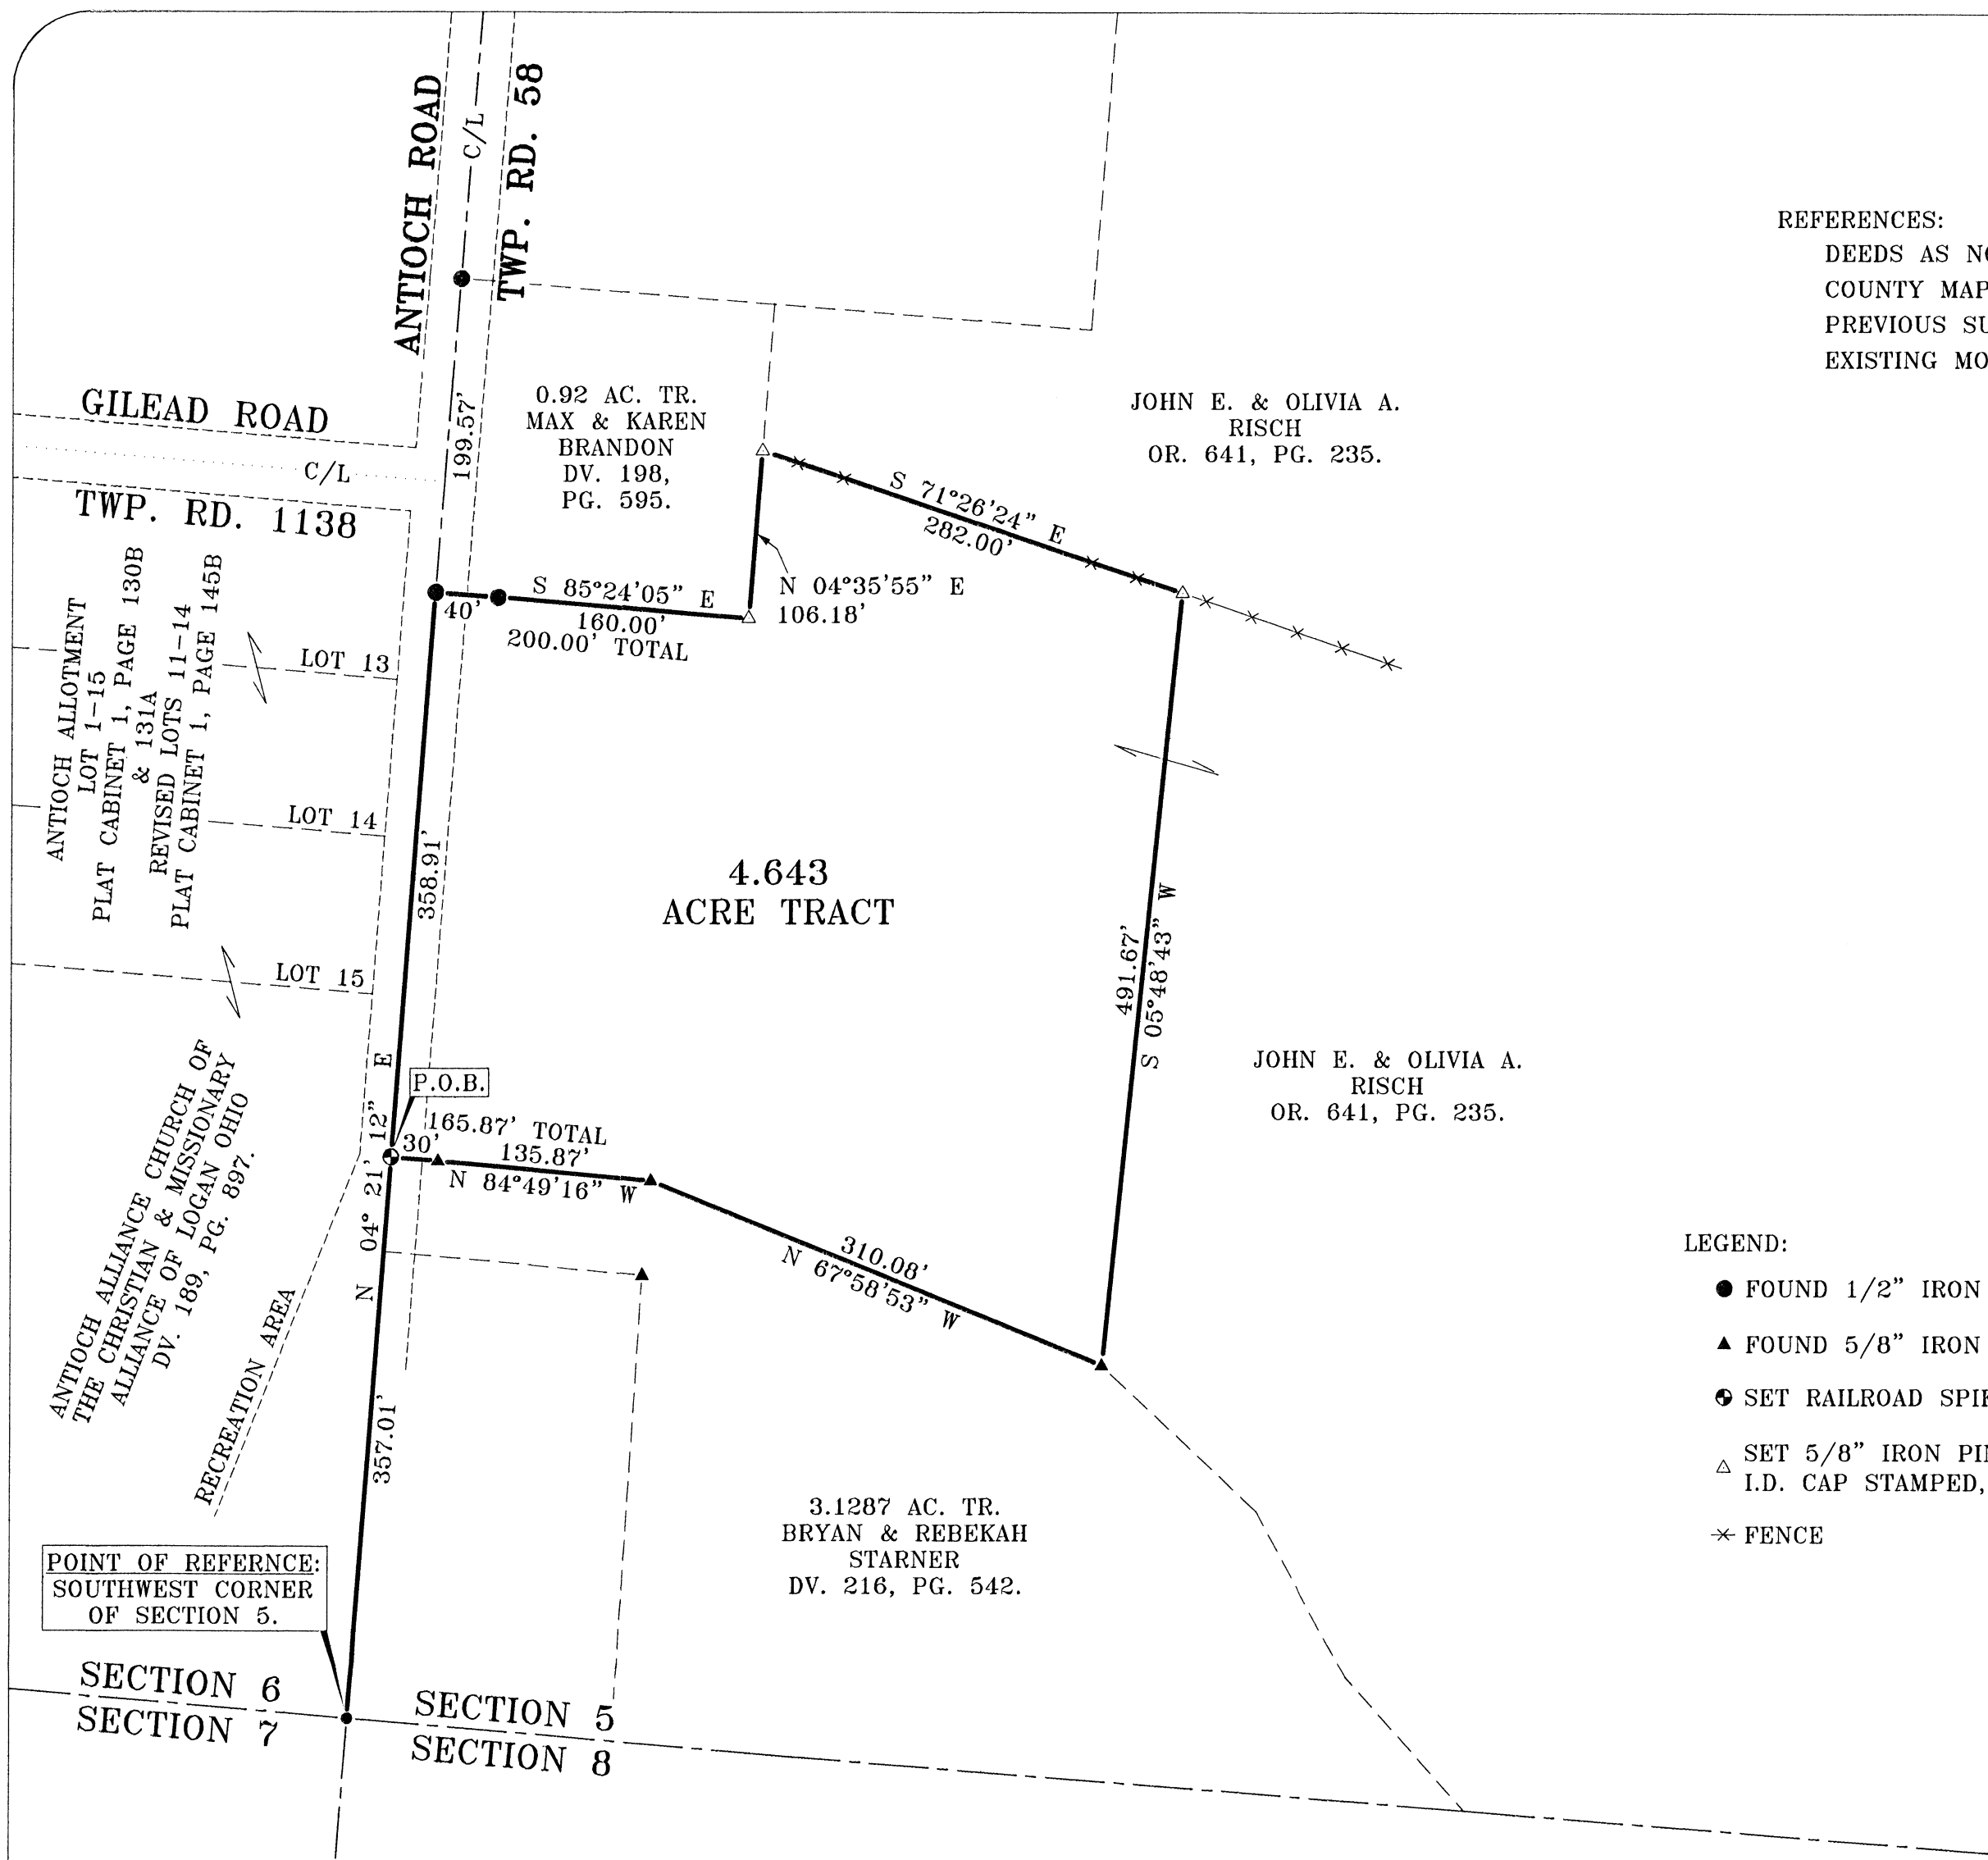 ANTIOCH ROAD
C/L
TWP. RD. 58
REFERENCES:
DEEDS AS
COUNTY
PREVIOUS
EXISTING
GILEAD ROAD
C/L
TWP. RD. 1138
199.57'
0.92 AC. TR.
MAX & KAREN
BRANDON
DV. 198,
PG. 595.
JOHN E. & OLIVIA A.
RISCH
OR. 641, PG. 235.
S 71°26'24" E
282.00'
N 04°35'55" E
106.18'
40'
S 85°24'05" E
160.00'
200.00' TOTAL
ANTIOCH ALLOTMENT
LOT 1-15
PLAT CABINET 1, PAGE 130B
& 131A
REVISED LOTS 11-14
PLAT CABINET 1, PAGE 145B
LOT 13
LOT 14
LOT 15
358.91'
4.643
ACRE TRACT
491.67'
S 05°48'43" W
JOHN E. & OLIVIA A.
RISCH
OR. 641, PG. 235.
P.O.B.
165.87' TOTAL
30'
135.87'
N 84°49'16" W
310.08'
N 67°58'53" W
N 04° 21' 12" E
357.01'
ANTIOCH ALLIANCE CHURCH OF
THE CHRISTIAN & MISSIONARY
ALLIANCE OF LOGAN OHIO
DV. 189, PG. 897.
RECREATION AREA
LEGEND:
FOUND 1/2" IRON
FOUND 5/8" IRON
SET RAILROAD
SET 5/8" IRON
I.D. CAP STAMPED,
FENCE
3.1287 AC. TR.
BRYAN & REBEKAH
STARNER
DV. 216, PG. 542.
POINT OF REFERNCE:
SOUTHWEST CORNER
OF SECTION 5.
SECTION 6
SECTION 7
SECTION 5
SECTION 8